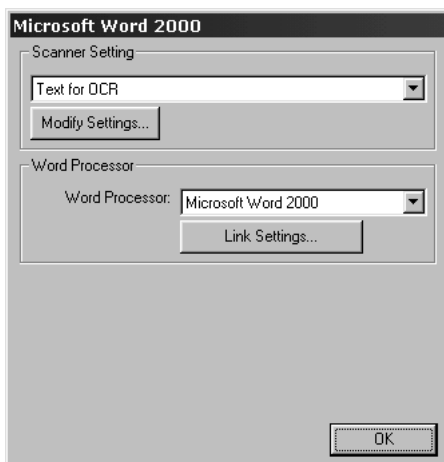 Microsoft Word 2000
Scanner Setting
Text for OCR
Modify Settings...
Word Processor
Word Processor: Microsoft Word 2000
Link Settings...
OK